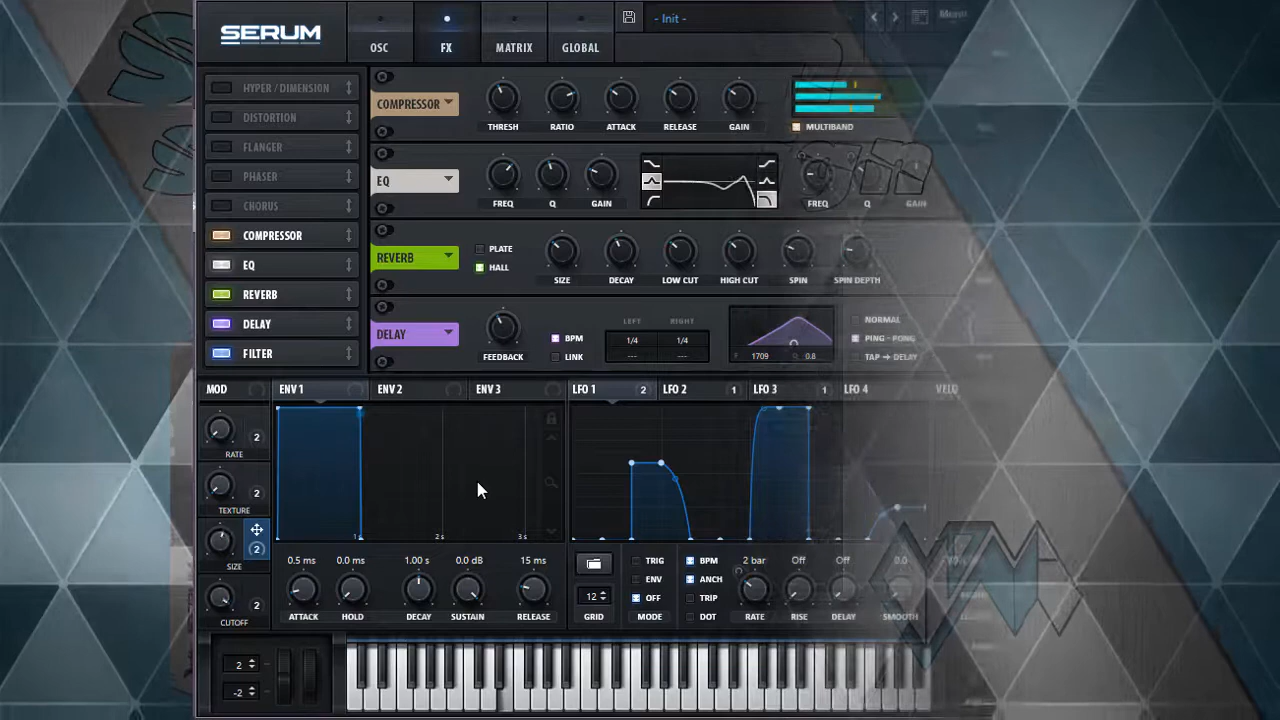 SERUM
OSC
FX
MATRIX
GLOBAL
- Init -
Menu
HYPER / DIMENSION
DISTORTION
FLANGER
PHASER
CHORUS
COMPRESSOR
EQ
REVERB
DELAY
FILTER
COMPRESSOR
THRESH
RATIO
ATTACK
RELEASE
GAIN
MULTIBAND
EQ
FREQ
Q
GAIN
FREQ
Q
GAIN
REVERB
PLATE
HALL
SIZE
DECAY
LOW CUT
HIGH CUT
SPIN
SPIN DEPTH
DELAY
FEEDBACK
BPM
LINK
LEFT
RIGHT
1/4
1/4
---
---
F 1709 Q 0.8
NORMAL
PING - PONG
TAP → DELAY
MOD
ENV 1
ENV 2
ENV 3
LFO 1 2
LFO 2 1
LFO 3 1
LFO 4
VELO
2
RATE
2
TEXTURE
2
SIZE
2
CUTOFF
1s
2s
3s
0.5 ms
0.0 ms
1.00 s
0.0 dB
15 ms
ATTACK
HOLD
DECAY
SUSTAIN
RELEASE
12
GRID
TRIG
ENV
OFF
MODE
BPM
ANCH
TRIP
DOT
2 bar
Off
Off
0.0
RATE
RISE
DELAY
SMOOTH
2
-2